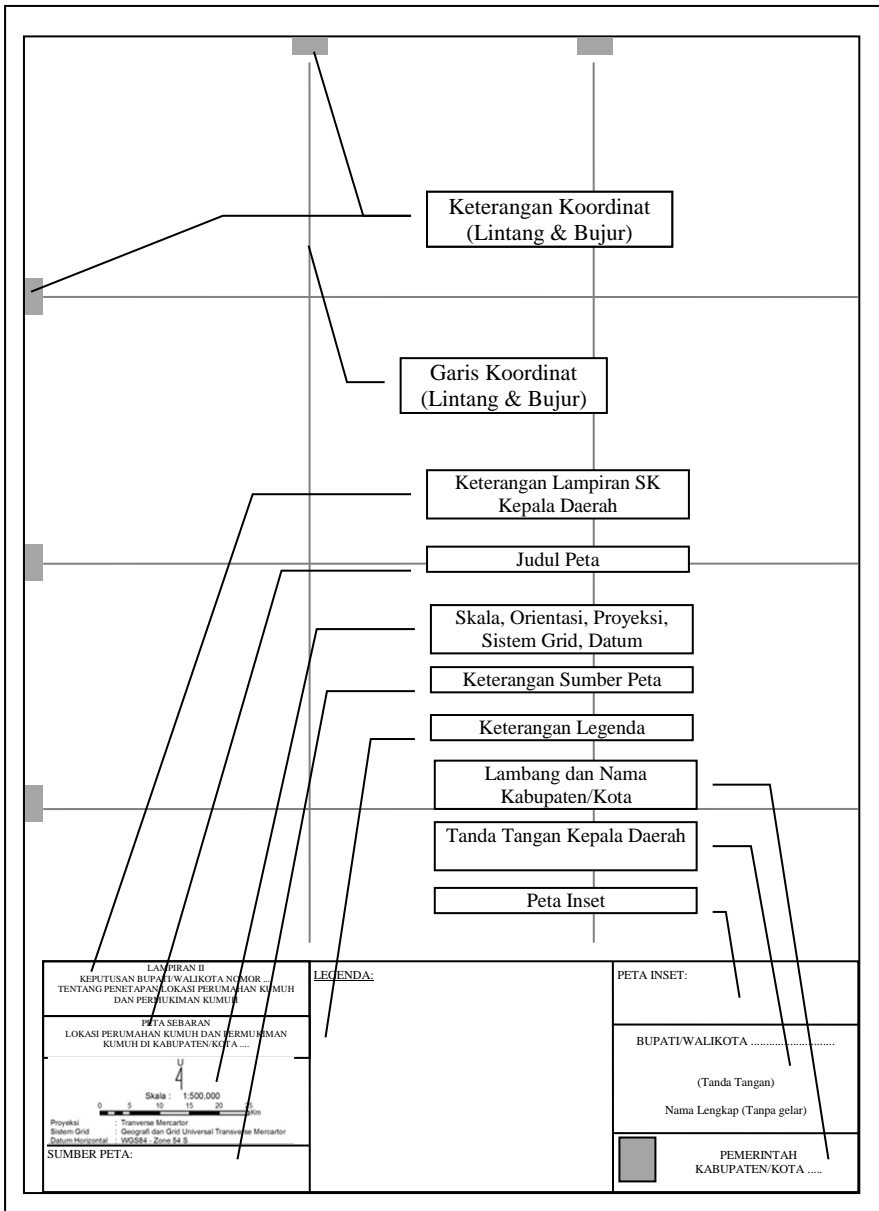 Keterangan Koordinat
(Lintang & Bujur)
Garis Koordinat
(Lintang & Bujur)
Keterangan Lampiran SK
Kepala Daerah
Judul Peta
Skala, Orientasi, Proyeksi,
Sistem Grid, Datum
Keterangan Sumber Peta
Keterangan Legenda
Lambang dan Nama
Kabupaten/Kota
Tanda Tangan Kepala Daerah
Peta Inset
LAMPIRAN II
KEPUTUSAN BUPATI/WALIKOTA NOMOR ...
TENTANG PENETAPAN LOKASI PERUMAHAN KUMUH
DAN PERMUKIMAN KUMUH
PETA SEBARAN
LOKASI PERUMAHAN KUMUH DAN PERMUKIMAN
KUMUH DI KABUPATEN/KOTA ....
U
Skala : 1:500,000
0 5 10 15 20 25 Km
Proyeksi : Tranverse Mercartor
Sistem Grid : Geografi dan Grid Universal Transverse Mercartor
Datum Horizontal : WGS84 - Zone 54 S
SUMBER PETA:
LEGENDA:
PETA INSET:
BUPATI/WALIKOTA ............................
(Tanda Tangan)
Nama Lengkap (Tanpa gelar)
PEMERINTAH
KABUPATEN/KOTA .....